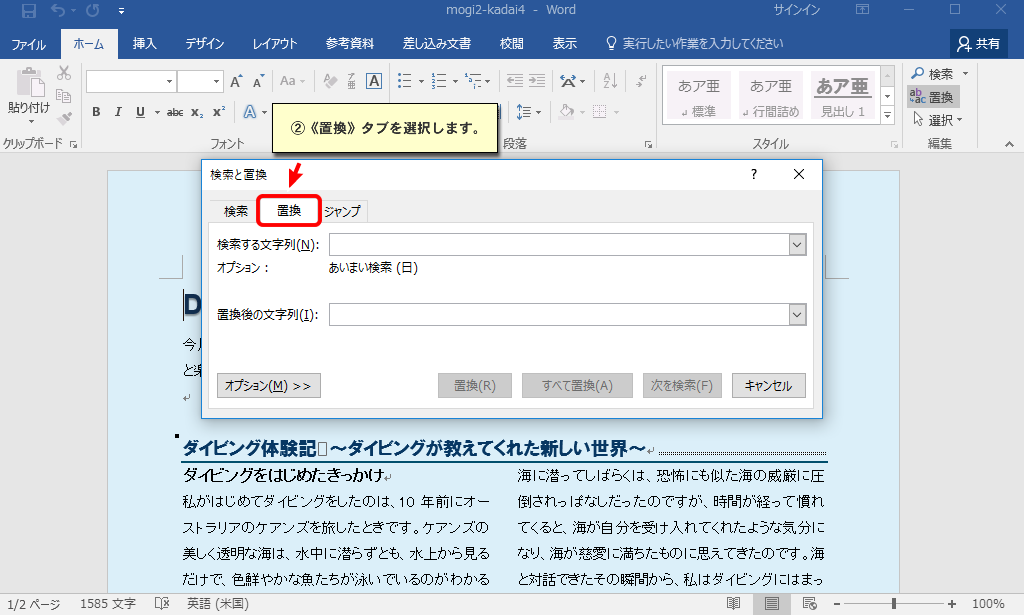 mogi2-kadai4 - Word
サインイン
ファイル ホーム 挿入 デザイン レイアウト 参考資料 差し込み文書 校閲 表示 実行したい作業を入力してください 共有
貼り付け
B I U abc x₂ x² A
Aa A
あア亜 あア亜 あア亜
↲標準 ↲行間詰め 見出し 1
検索
置換
選択
クリップボード フォント 段落 スタイル 編集
②《置換》タブを選択します。
検索と置換 ?
検索 置換 ジャンプ
検索する文字列(N):
オプション: あいまい検索 (日)
置換後の文字列(I):
オプション(M) >> 置換(R) すべて置換(A) 次を検索(F) キャンセル
D
今
と
ダイビング体験記□～ダイビングが教えてくれた新しい世界～
ダイビングをはじめたきっかけ
私がはじめてダイビングをしたのは、10 年前にオー
ストラリアのケアンズを旅したときです。ケアンズの
美しく透明な海は、水中に潜らずとも、水上から見る
だけで、色鮮やかな魚たちが泳いでいるのがわかる
海に潜ってしばらくは、恐怖にも似た海の威厳に圧
倒されっぱなしだったのですが、時間が経って慣れ
てくると、海が自分を受け入れてくれたような気分に
なり、海が慈愛に満ちたものに思えてきたのです。海
と対話できたその瞬間から、私はダイビングにはまっ
1/2 ページ 1585 文字 英語 (米国) 100%